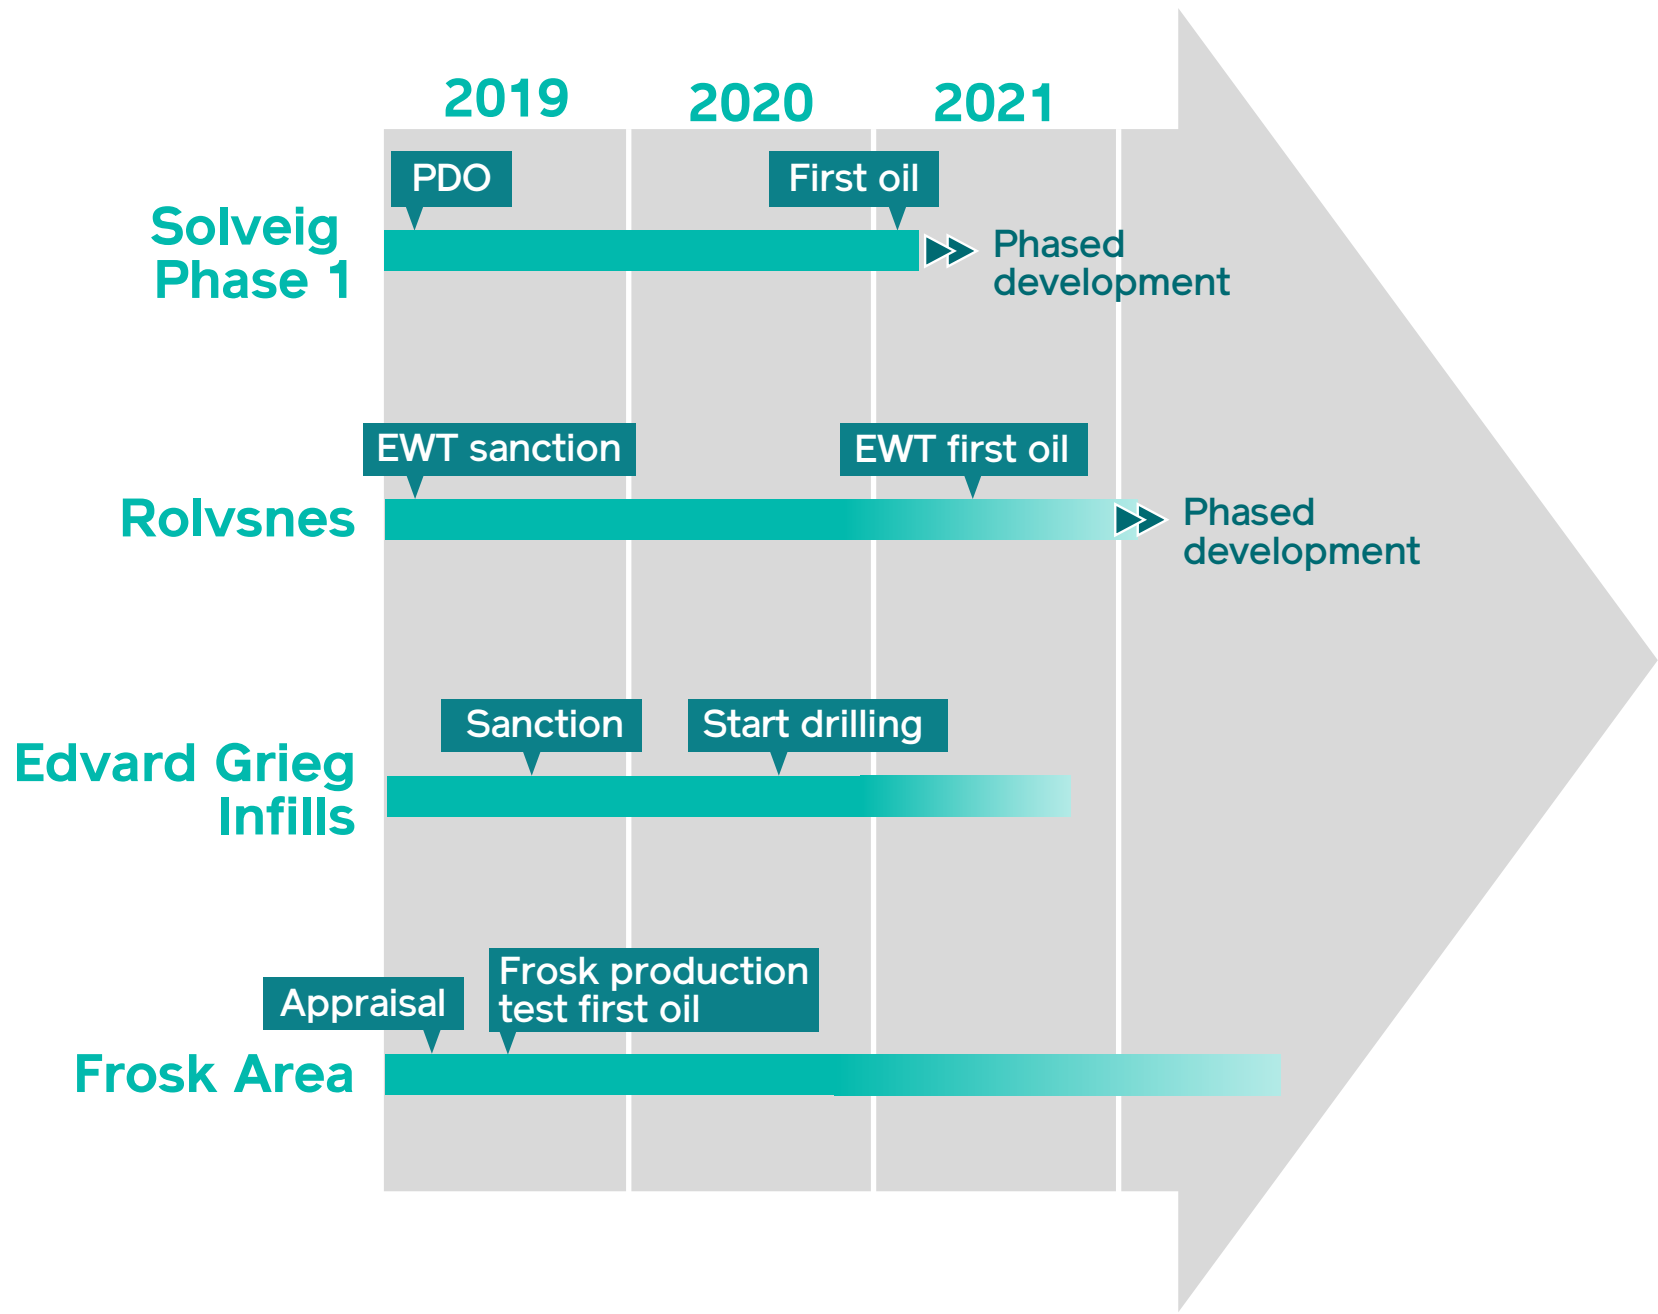 2019 2020 2021
PDO
First oil
Solveig
Phase 1
Phased
development
EWT sanction
EWT first oil
Rolvsnes
Phased
development
Sanction
Start drilling
Edvard Grieg
Infills
Appraisal
Frosk production
test first oil
Frosk Area